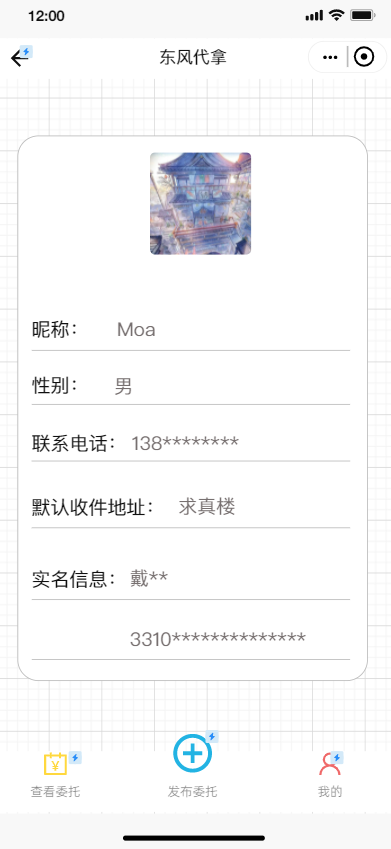 12:00
东风代拿
昵称： Moa
性别： 男
联系电话： 138********
默认收件地址： 求真楼
实名信息： 戴**
3310**************
查看委托 发布委托 我的